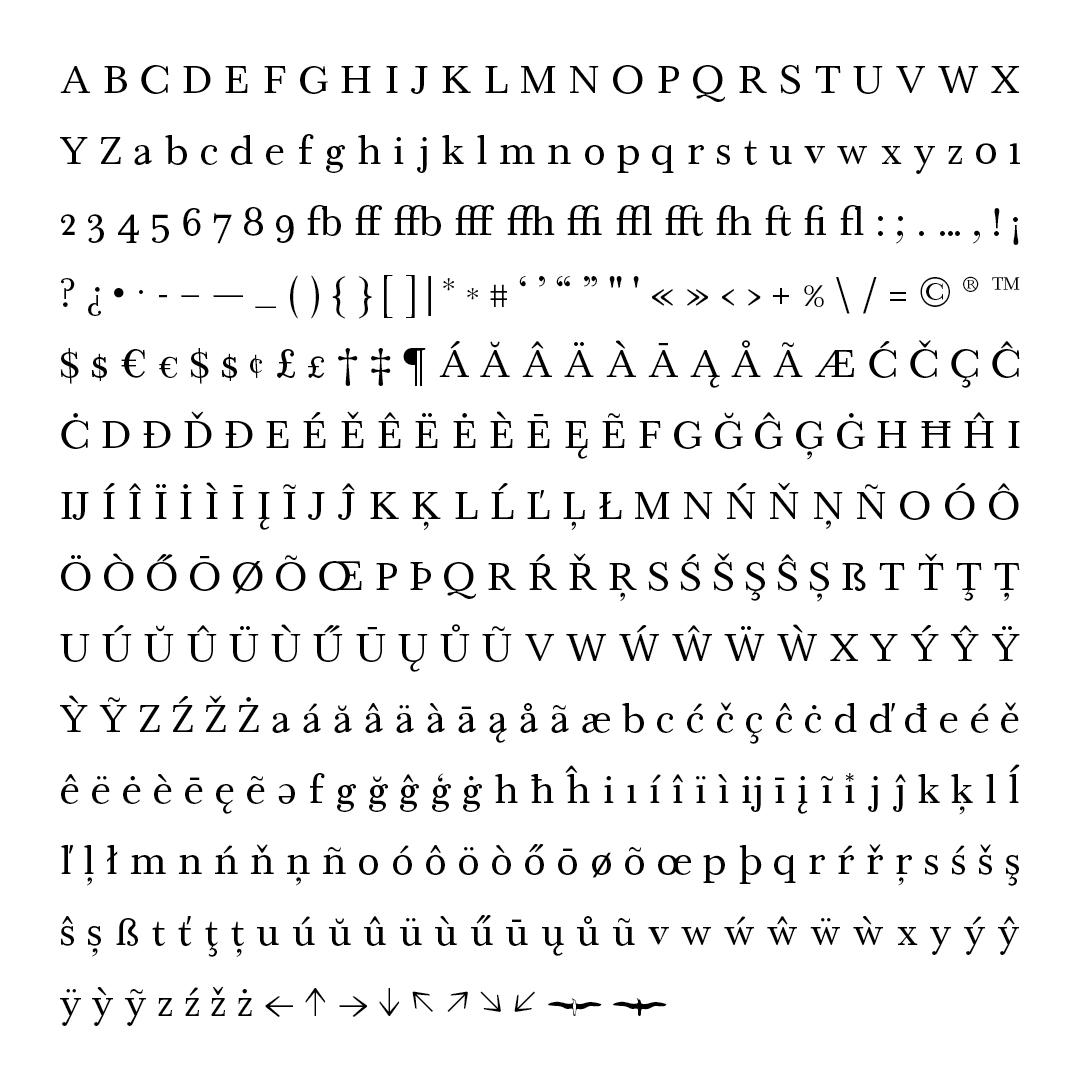 A B C D E F G H I J K L M N O P Q R S T U V W X
Y Z a b c d e f g h i j k l m n o p q r s t u v w x y z 0 1
2 3 4 5 6 7 8 9 fb ff ffb fff ffh ffi ffl fft fh ft fi fl : ; . … , ! ¡
? ¿ • · - – — _ ( ) { } [ ] | * * # ‘ ’ “ ” " ' « » ‹ › + % \ / = © ® ™
$ $ € € $ $ ¢ £ £ † ‡ ¶ Á Ă Â Ä À Ā Ą Å Ã Æ Ć Č Ç Ĉ
Ċ D Đ Ď Đ E É Ě Ê Ë Ė È Ē Ę Ẽ F G Ğ Ĝ Ģ Ġ H Ħ Ĥ I
IJ Í Î Ï İ Ì Ī Į Ĩ J Ĵ K Ķ L Ĺ Ľ Ļ Ł M N Ń Ň Ņ Ñ O Ó Ô
Ö Ò Ő Ō Ø Õ Œ P Þ Q R Ŕ Ř Ŗ S Ś Š Ş Ŝ Ș ẞ T Ť Ţ Ț
U Ú Ŭ Û Ü Ù Ű Ū Ų Ů Ũ V W Ẃ Ŵ Ẅ Ẁ X Y Ý Ŷ Ÿ
Ỳ Ỹ Z Ź Ž Ż a á ă â ä à ā ą å ã æ b c ć č ç ĉ ċ d ď đ e é ě
ê ë ė è ē ę ẽ ə f g ğ ĝ ģ ġ h ħ ĥ i ı í î ï ì ij ī į ĩ i* j ĵ k ķ l ĺ
ľ ļ ł m n ń ň ņ ñ o ó ô ö ò ő ō ø õ œ p þ q r ŕ ř ŗ s ś š ş
ŝ ș ß t ť ţ ț u ú ŭ û ü ù ű ū ų ů ũ v w ẃ ŵ ẅ ẁ x y ý ŷ
ÿ ỳ ỹ z ź ž ż ← ↑ → ↓ ↖ ↗ ↘ ↙